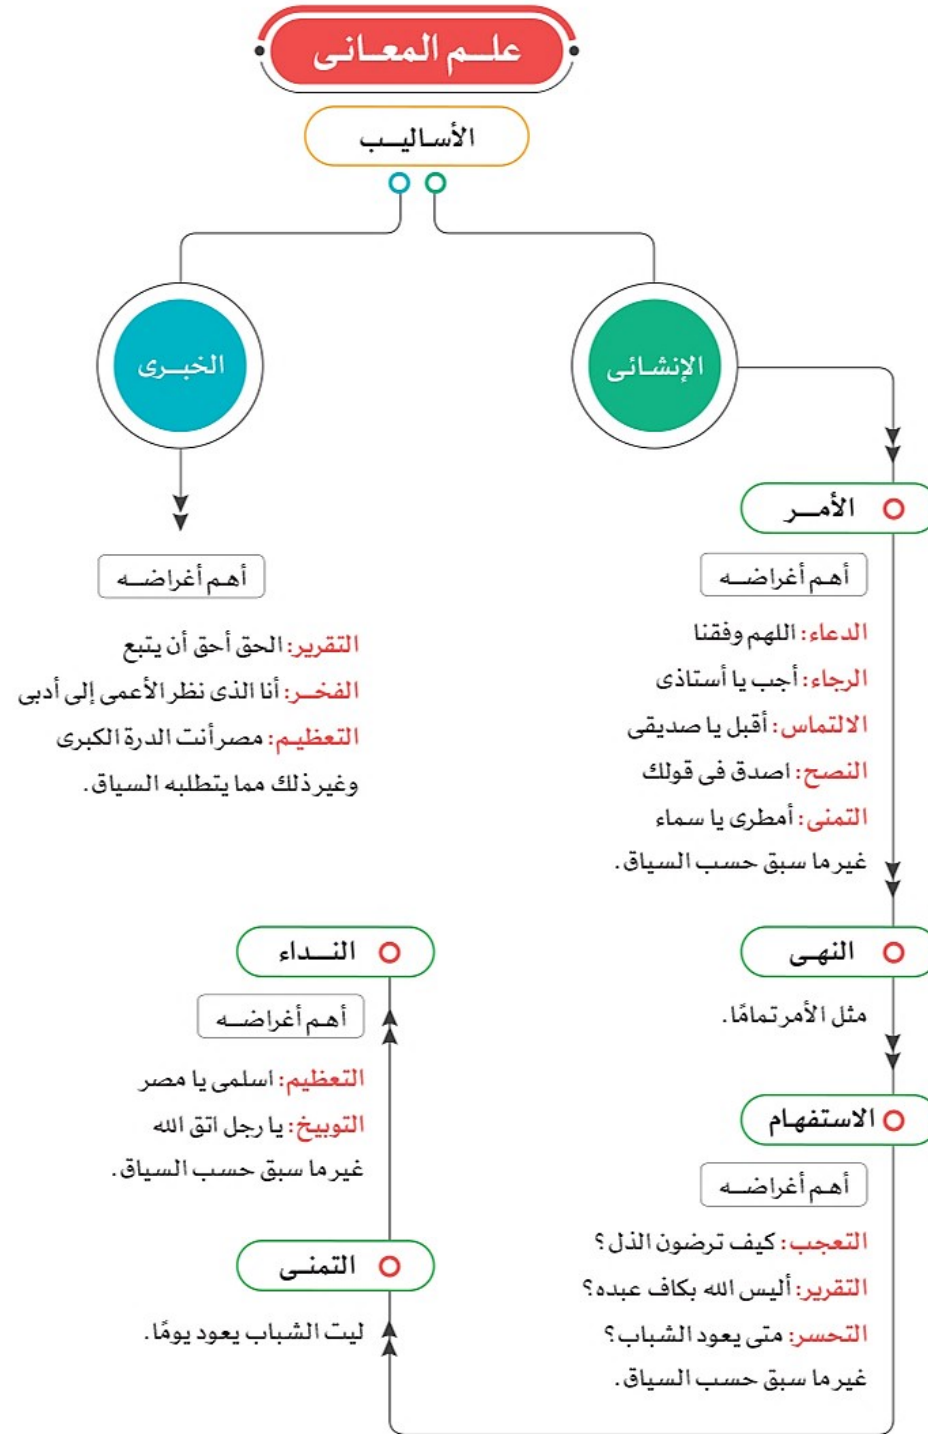 علم المعانى
الأساليب
الإنشائى
الخبرى
الأمر
أهم أغراضه
الدعاء: اللهم وفقنا
الرجاء: أجب يا أستاذى
الالتماس: أقبل يا صديقى
النصح: اصدق فى قولك
التمنى: أمطرى يا سماء
غير ما سبق حسب السياق.
النهى
مثل الأمر تمامًا.
الاستفهام
أهم أغراضه
التعجب: كيف ترضون الذل؟
التقرير: أليس الله بكاف عبده؟
التحسر: متى يعود الشباب؟
غير ما سبق حسب السياق.
التمنى
ليت الشباب يعود يومًا.
النداء
أهم أغراضه
التعظيم: اسلمى يا مصر
التوبيخ: يا رجل اتق الله
غير ما سبق حسب السياق.
أهم أغراضه
التقرير: الحق أحق أن يتبع
الفخر: أنا الذى نظر الأعمى إلى أدبى
التعظيم: مصر أنت الدرة الكبرى
وغير ذلك مما يتطلبه السياق.